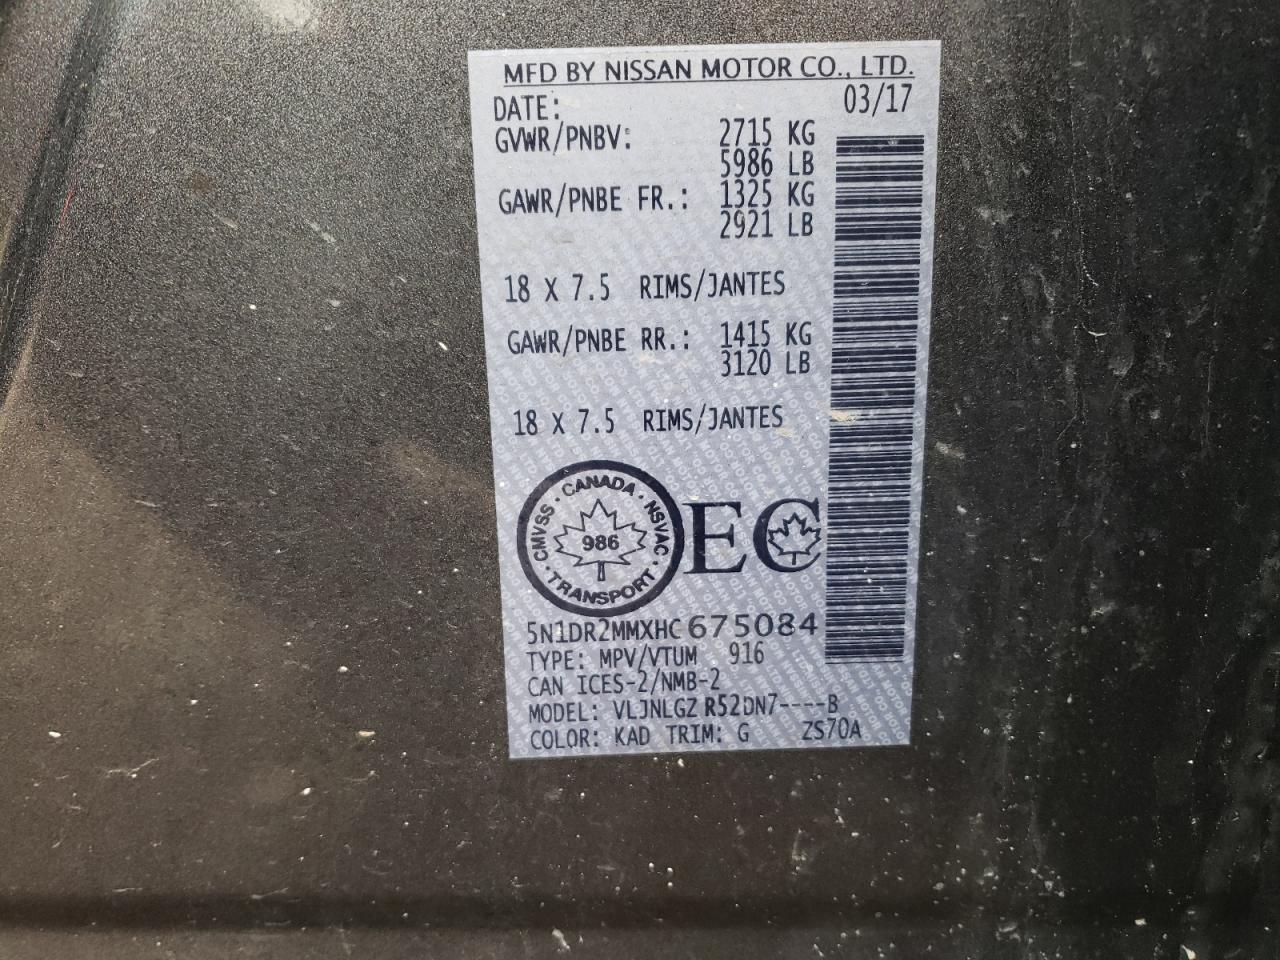 MFD BY NISSAN MOTOR CO., LTD.
DATE: 03/17
GVWR/PNBV: 2715 KG
5986 LB
GAWR/PNBE FR.: 1325 KG
2921 LB
18 X 7.5 RIMS/JANTES
GAWR/PNBE RR.: 1415 KG
3120 LB
18 X 7.5 RIMS/JANTES
CANADA · NSVAC · TRANSPORT · CMVSS ·
986
EC
5N1DR2MMXHC675084
TYPE: MPV/VTUM 916
CAN ICES-2/NMB-2
MODEL: VLJNLGZ R52DN7----B
COLOR: KAD TRIM: G ZS70A